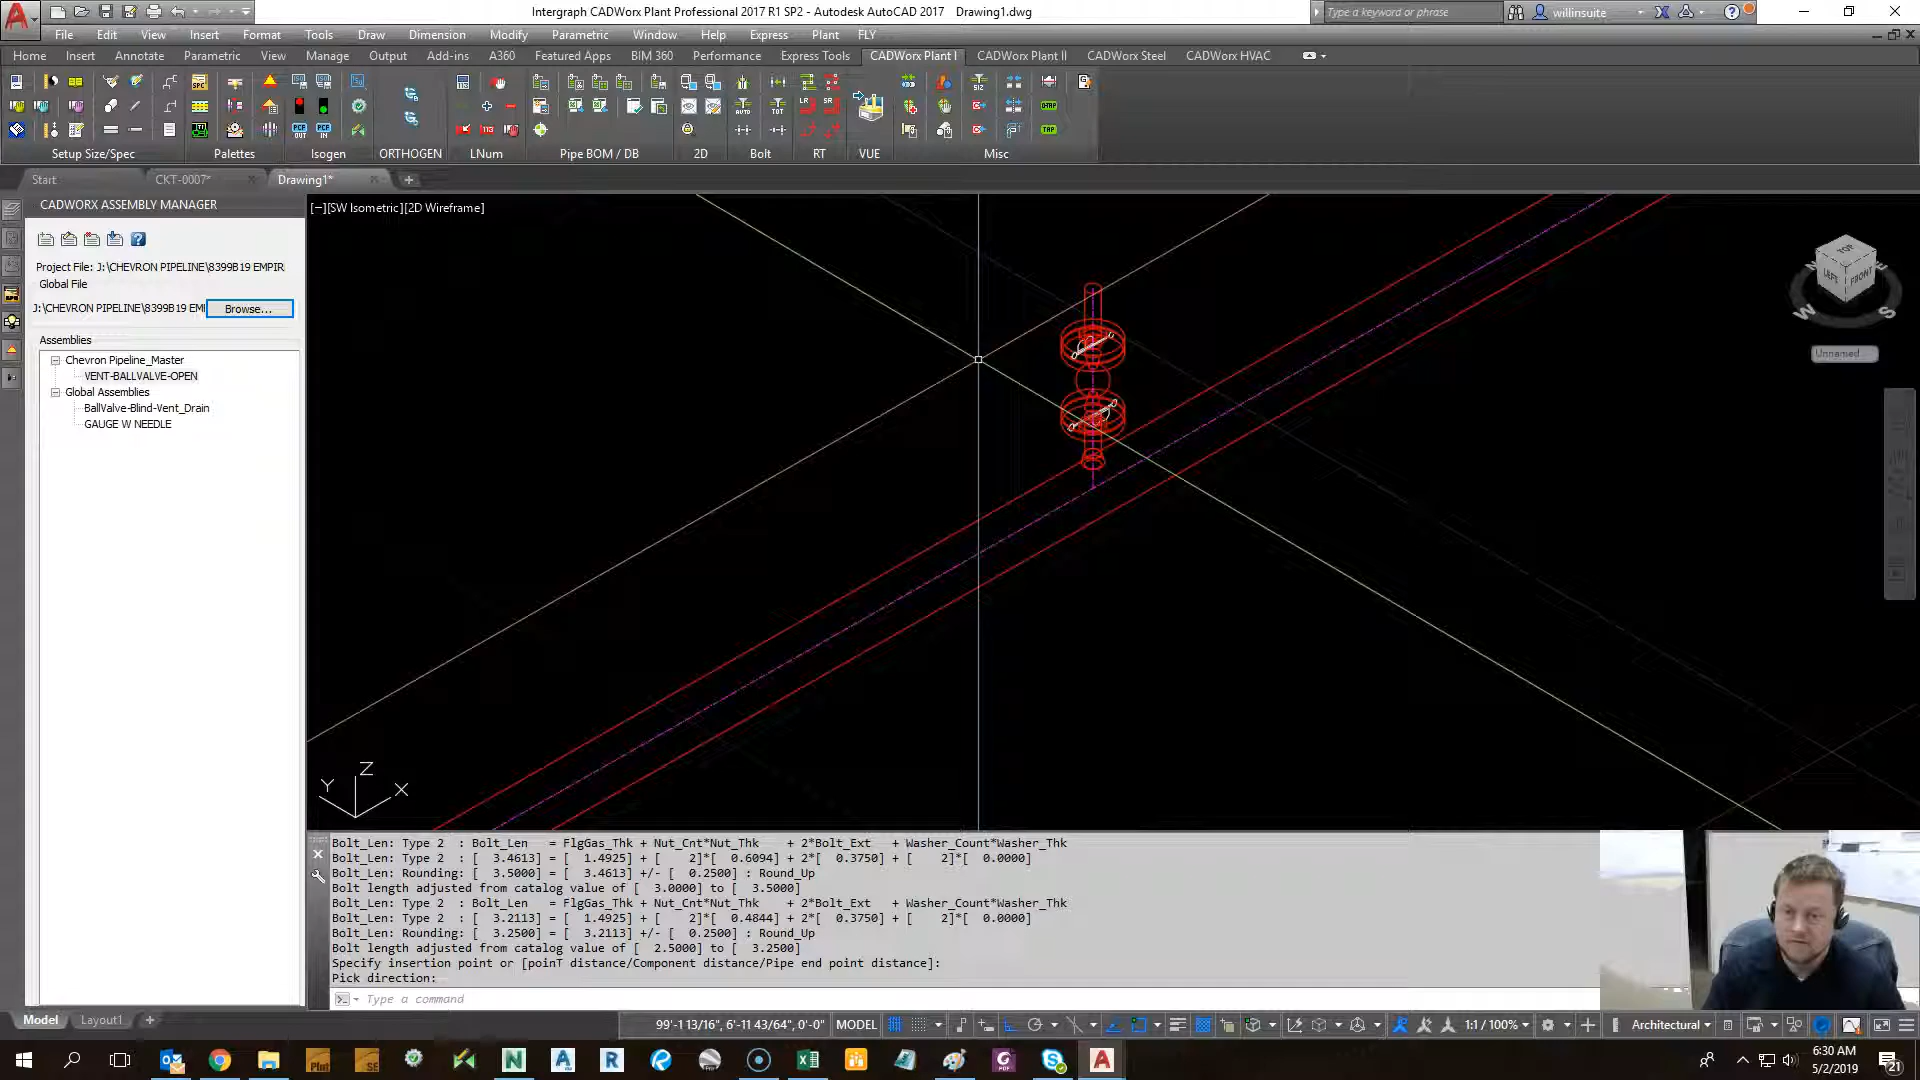 Intergraph CADWorx Plant Professional 2017 R1 SP2 - Autodesk AutoCAD 2017 Drawing1.dwg
Type a keyword or phrase
willinsuite
File Edit View Insert Format Tools Draw Dimension Modify Parametric Window Help Express Plant FLY
Home Insert Annotate Parametric View Manage Output Add-ins A360 Featured Apps BIM 360 Performance Express Tools CADWorx Plant I CADWorx Plant II CADWorx Steel CADWorx HVAC
Setup Size/Spec Palettes Isogen ORTHOGEN LNum Pipe BOM / DB 2D Bolt RT VUE Misc
Start CKT-0007* Drawing1*
CADWORX ASSEMBLY MANAGER
[−][SW Isometric][2D Wireframe]
Project File: J:\CHEVRON PIPELINE\8399B19 EMPIR
Global File
J:\CHEVRON PIPELINE\8399B19 EMI Browse...
Assemblies
Chevron Pipeline_Master
VENT-BALLVALVE-OPEN
Global Assemblies
BallValve-Blind-Vent_Drain
GAUGE W NEEDLE
TOP
LEFT FRONT
W S
Unnamed
Z
Y X
Bolt_Len: Type 2 : Bolt_Len = FlgGas_Thk + Nut_Cnt*Nut_Thk + 2*Bolt_Ext + Washer_Count*Washer_Thk
Bolt_Len: Type 2 : [ 3.4613] = [ 1.4925] + [ 2]*[ 0.6094] + 2*[ 0.3750] + [ 2]*[ 0.0000]
Bolt_Len: Rounding: [ 3.5000] = [ 3.4613] +/- [ 0.2500] : Round_Up
Bolt length adjusted from catalog value of [ 3.0000] to [ 3.5000]
Bolt_Len: Type 2 : Bolt_Len = FlgGas_Thk + Nut_Cnt*Nut_Thk + 2*Bolt_Ext + Washer_Count*Washer_Thk
Bolt_Len: Type 2 : [ 3.2113] = [ 1.4925] + [ 2]*[ 0.4844] + 2*[ 0.3750] + [ 2]*[ 0.0000]
Bolt_Len: Rounding: [ 3.2500] = [ 3.2113] +/- [ 0.2500] : Round_Up
Bolt length adjusted from catalog value of [ 2.5000] to [ 3.2500]
Specify insertion point or [poinT distance/Component distance/Pipe end point distance]:
Pick direction:
Type a command
Model Layout1
99'-1 13/16", 6'-11 43/64", 0'-0" MODEL 1:1 / 100% Architectural
6:30 AM
5/2/2019
21